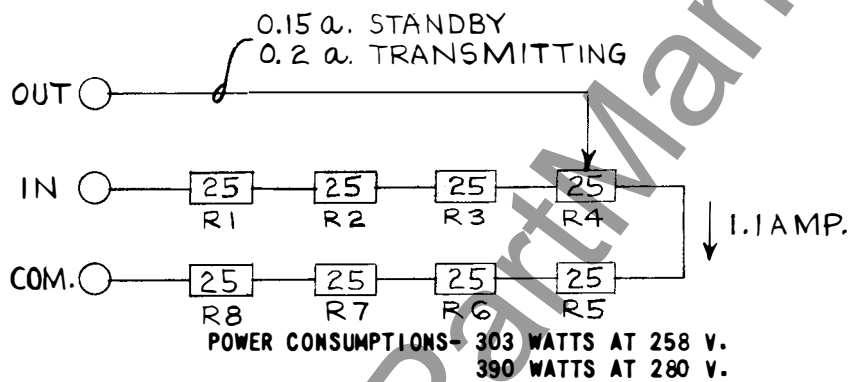 0.15 a. STANDBY
0.2 a. TRANSMITTING
OUT
IN 25 25 25 25
R1 R2 R3 R4
1.1 AMP.
COM. 25 25 25 25
R8 R7 R6 R5
POWER CONSUMPTIONS- 303 WATTS AT 258 V.
390 WATTS AT 280 V.